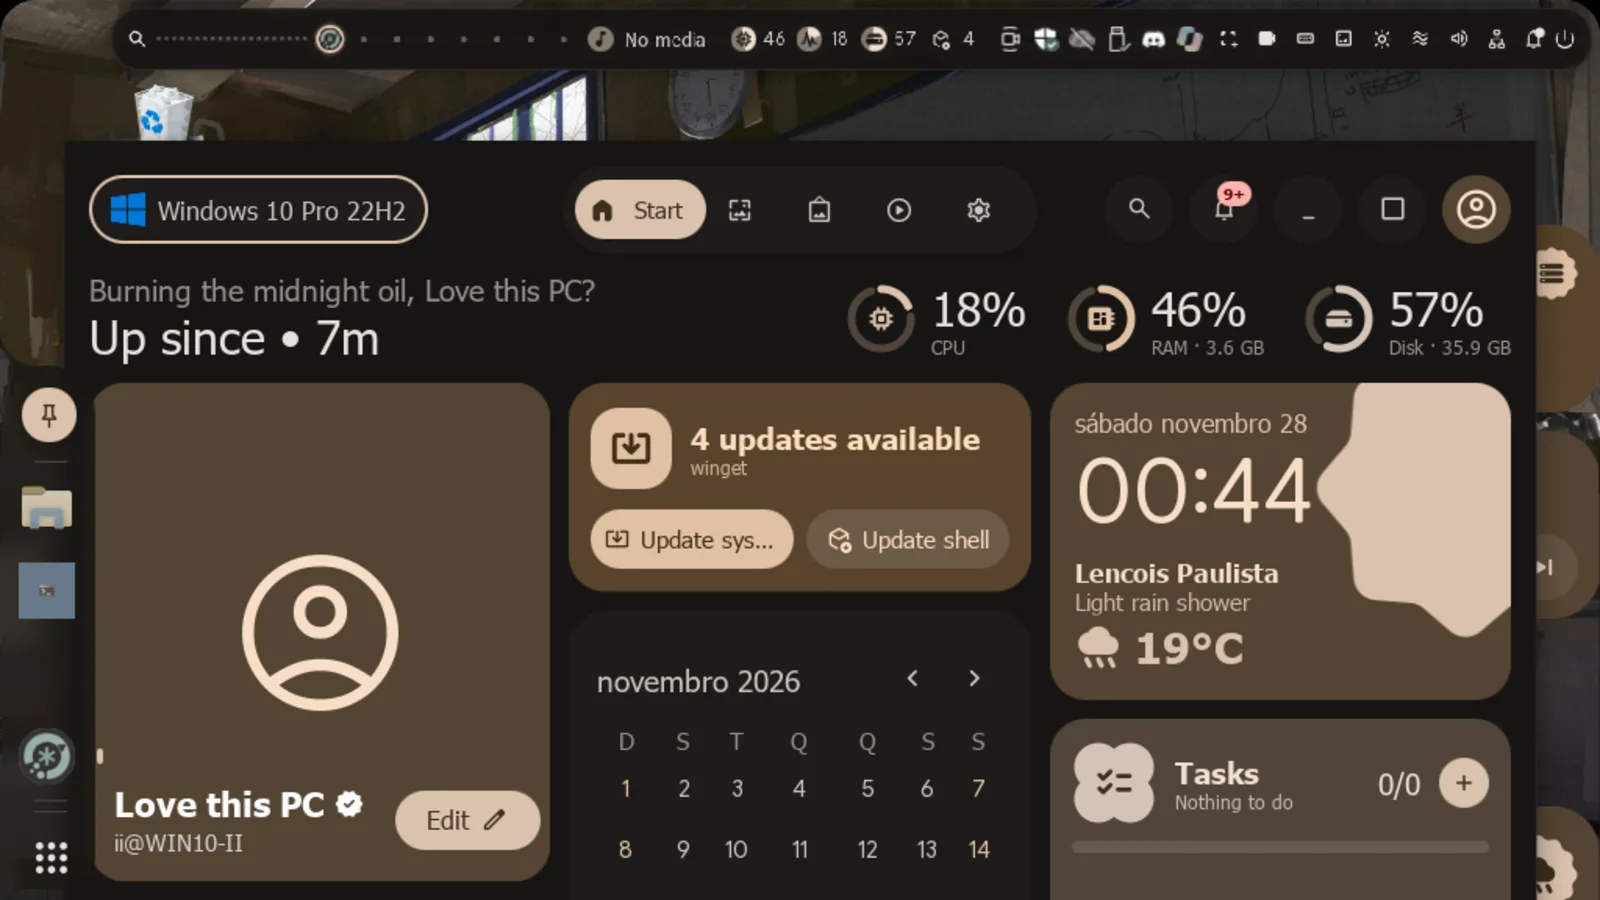 No media
46
18
57
4
Windows 10 Pro 22H2
Start
9+
Burning the midnight oil, Love this PC?
Up since • 7m
18%
CPU
46%
RAM · 3.6 GB
57%
Disk · 35.9 GB
Love this PC
ii@WIN10-II
Edit
4 updates available
winget
Update sys...
Update shell
novembro 2026
D S T Q Q S S
1 2 3 4 5 6 7
8 9 10 11 12 13 14
sábado novembro 28
00:44
Lencois Paulista
Light rain shower
19°C
Tasks
Nothing to do
0/0